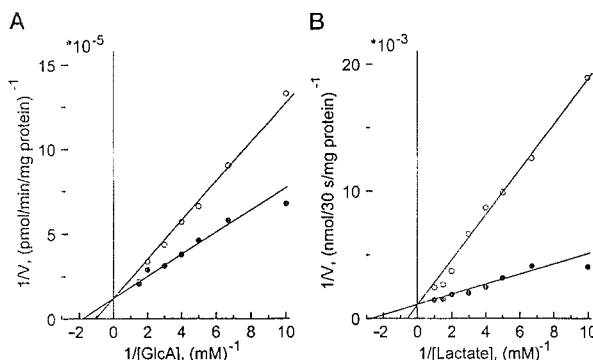 A
*10⁻⁵
15
10
5
0
1/V, (pmol/min/mg protein)⁻¹
-2 0 2 4 6 8 10
1/[GlcA], (mM)⁻¹
B
*10⁻³
20
10
0
1/V, (nmol/30 s/mg protein)⁻¹
-2 0 2 4 6 8 10
1/[Lactate], (mM)⁻¹